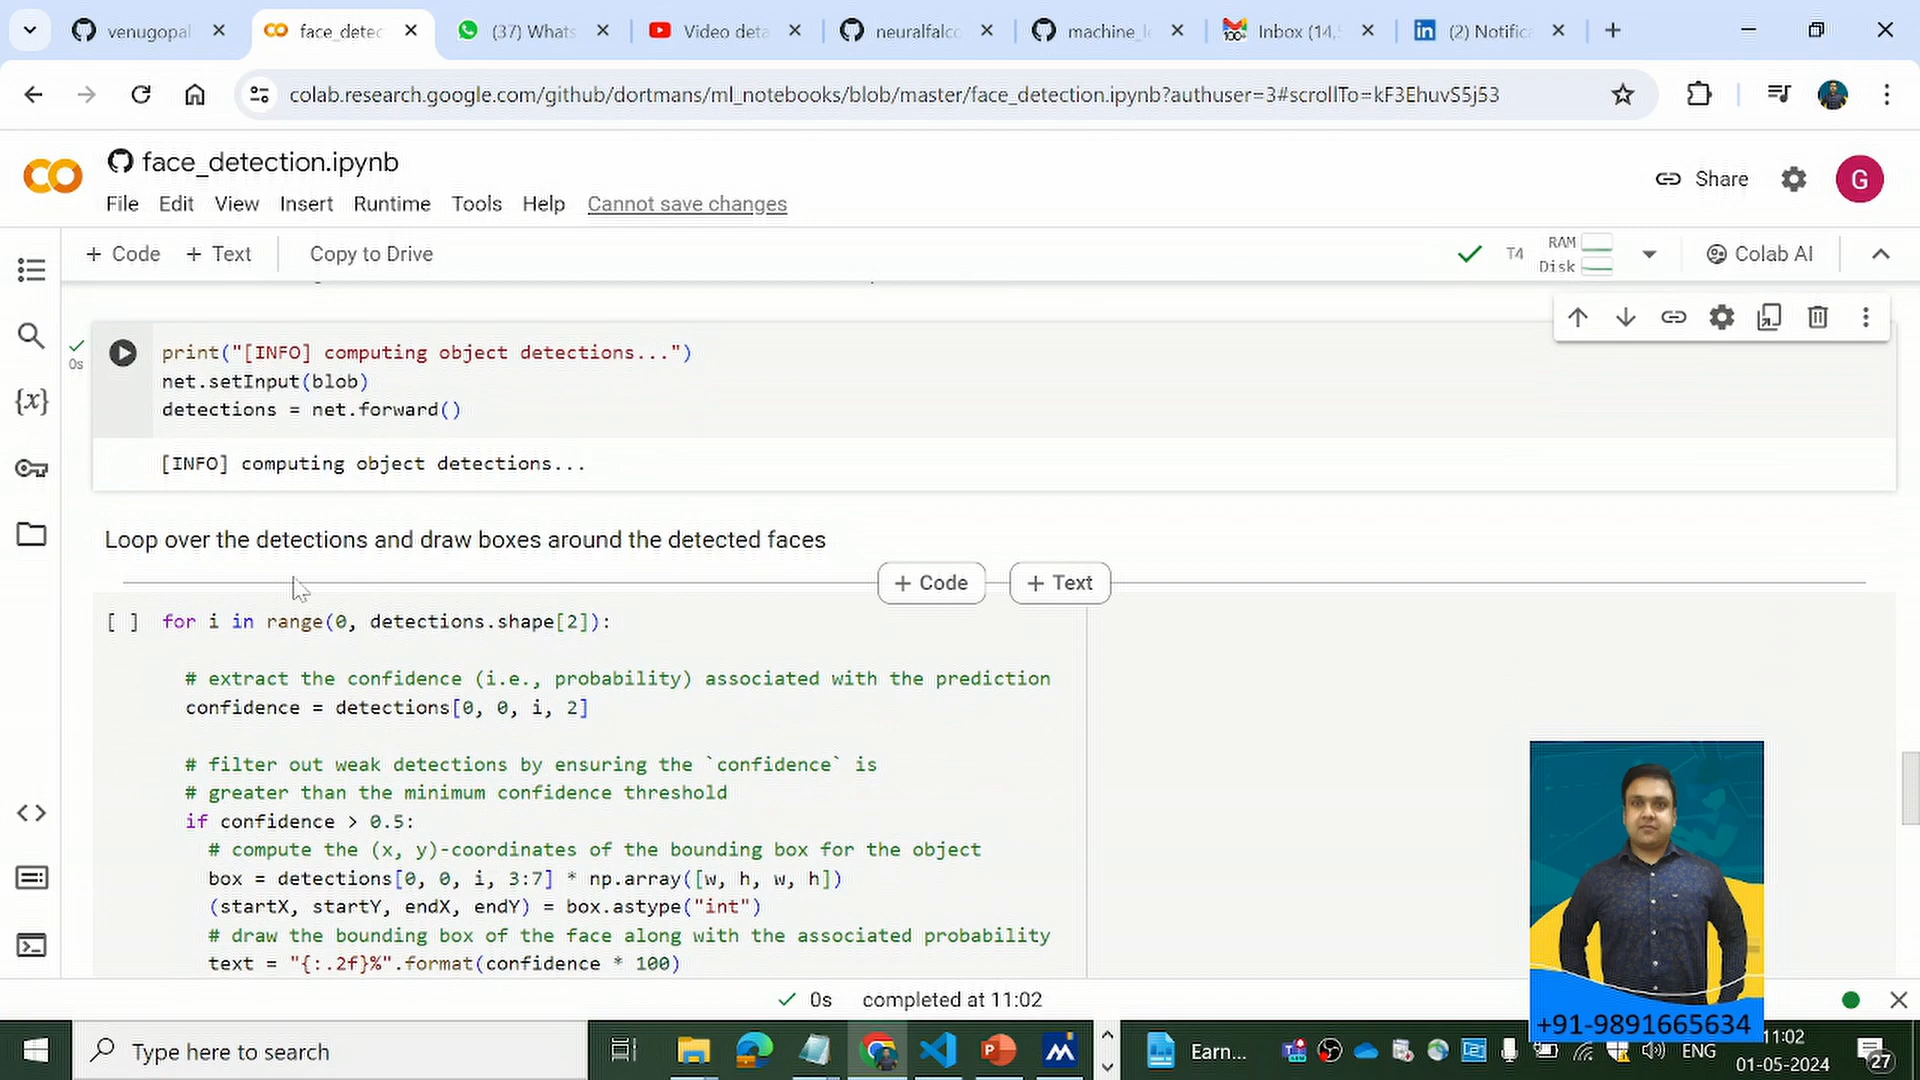 venugopal
face_detec
(37) Whats
Video deta
neuralfalco
machine_le
Inbox (14,
(2) Notific
colab.research.google.com/github/dortmans/ml_notebooks/blob/master/face_detection.ipynb?authuser=3#scrollTo=kF3EhuvS5j53
face_detection.ipynb
Share
G
File Edit View Insert Runtime Tools Help Cannot save changes
+ Code + Text Copy to Drive
T4
RAM
Disk
Colab AI
0s
print("[INFO] computing object detections...")
net.setInput(blob)
detections = net.forward()
[INFO] computing object detections...
Loop over the detections and draw boxes around the detected faces
+ Code + Text
[ ] for i in range(0, detections.shape[2]):
# extract the confidence (i.e., probability) associated with the prediction
confidence = detections[0, 0, i, 2]
# filter out weak detections by ensuring the `confidence` is
# greater than the minimum confidence threshold
if confidence > 0.5:
# compute the (x, y)-coordinates of the bounding box for the object
box = detections[0, 0, i, 3:7] * np.array([w, h, w, h])
(startX, startY, endX, endY) = box.astype("int")
# draw the bounding box of the face along with the associated probability
text = "{:.2f}%".format(confidence * 100)
0s completed at 11:02
+91-9891665634
Type here to search
Earn...
ENG
11:02
01-05-2024
27